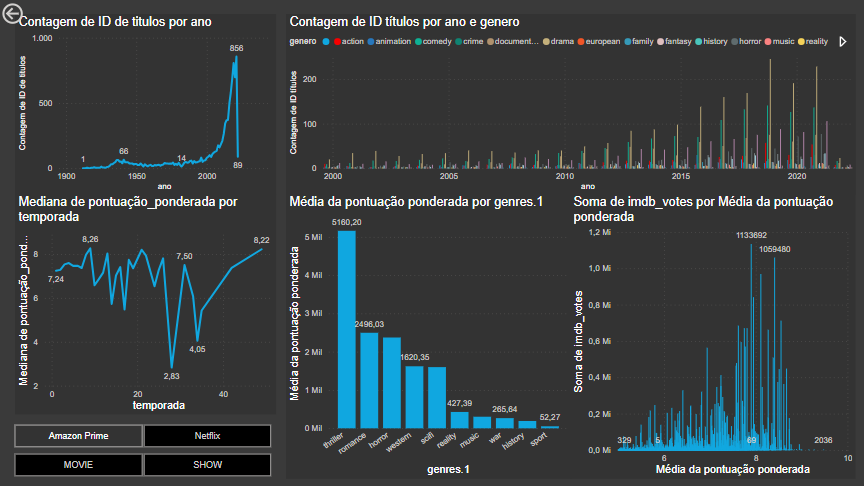 Contagem de ID de titulos por ano
Contagem de ID de titulos
1.000
500
0
856
66
1
14
89
1900
1950
2000
ano
Contagem de ID títulos por ano e genero
genero
action
animation
comedy
crime
document...
drama
european
family
fantasy
history
horror
music
reality
Contagem de ID títulos
200
100
0
2000
2005
2010
2015
2020
ano
Mediana de pontuação_ponderada por
temporada
Mediana de pontuação_pond...
8
6
4
2
7,24
8,26
7,50
8,22
4,05
2,83
0
20
40
temporada
Média da pontuação ponderada por genres.1
Média da pontuação ponderada
5 Mil
4 Mil
3 Mil
2 Mil
1 Mil
0 Mil
5160,20
2496,03
1620,35
427,39
265,64
52,27
thriller
romance
horror
western
scifi
reality
music
war
history
sport
genres.1
Soma de imdb_votes por Média da pontuação
ponderada
Soma de imdb_votes
1,2 Mi
1,0 Mi
0,8 Mi
0,6 Mi
0,4 Mi
0,2 Mi
0,0 Mi
1133692
1059480
329
5
69
2036
6
8
10
Média da pontuação ponderada
Amazon Prime
Netflix
MOVIE
SHOW